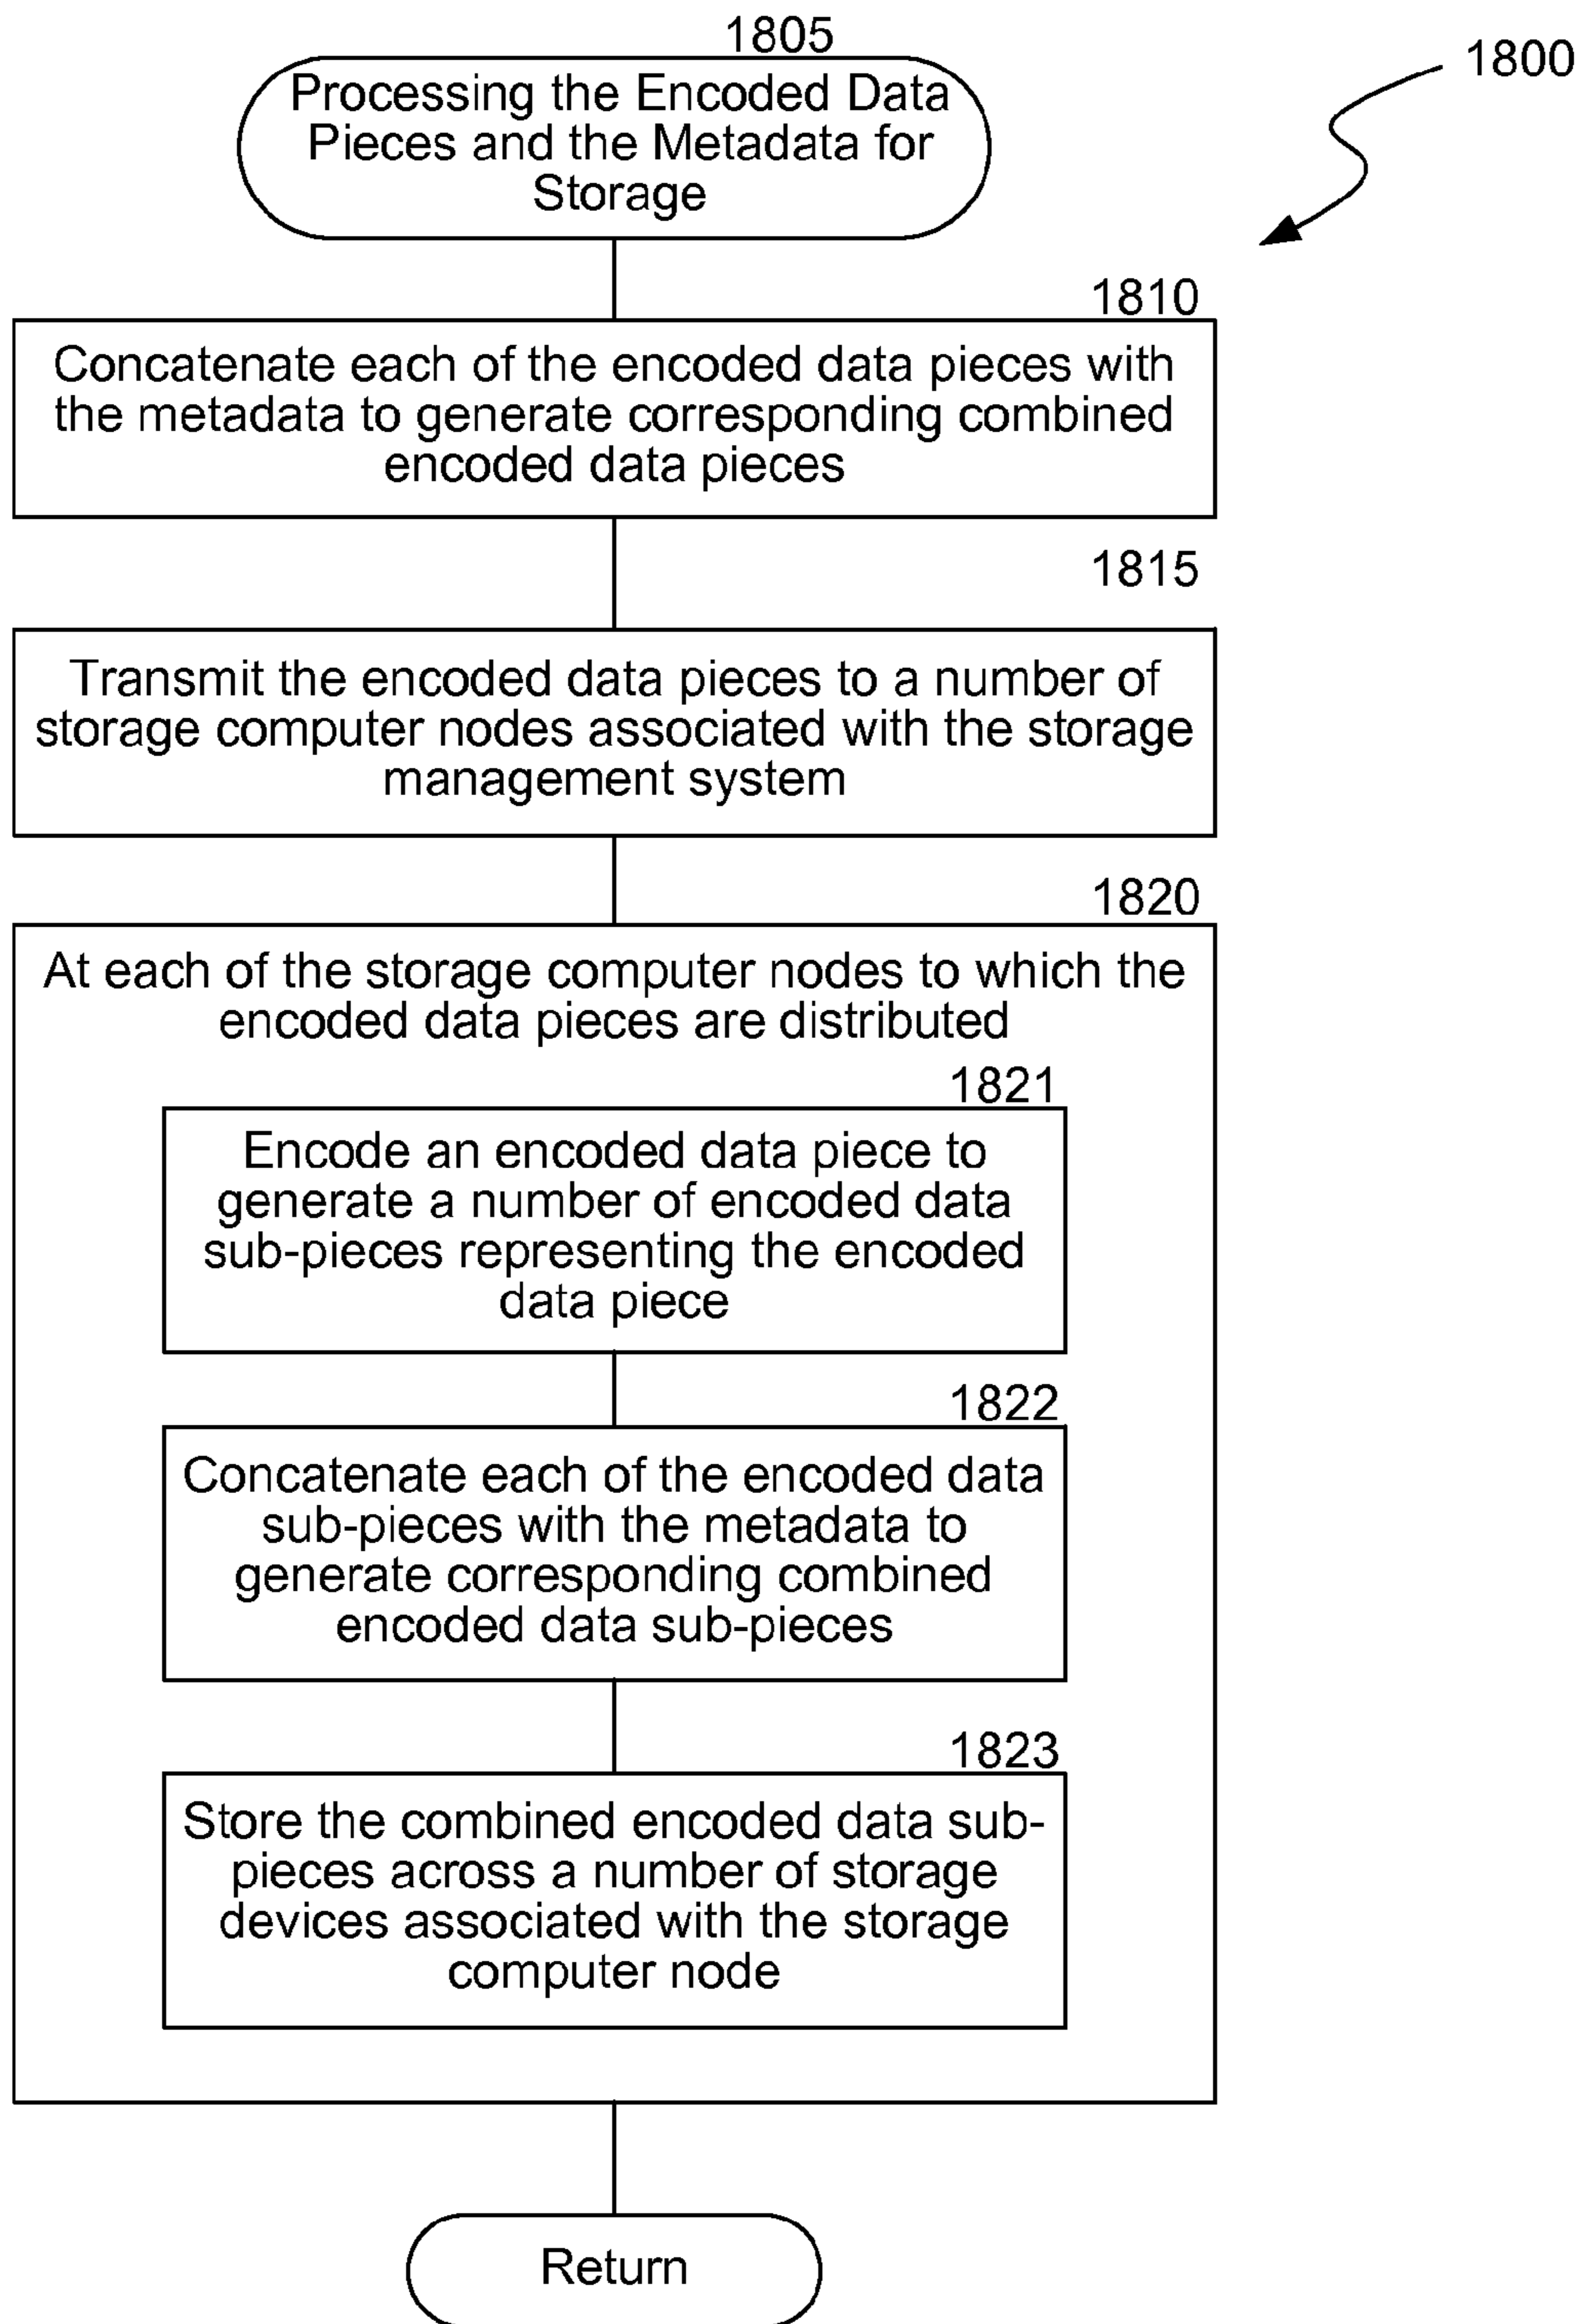 1805
1800
Processing the Encoded Data
Pieces and the Metadata for
Storage
1810
Concatenate each of the encoded data pieces with
the metadata to generate corresponding combined
encoded data pieces
1815
Transmit the encoded data pieces to a number of
storage computer nodes associated with the storage
management system
1820
At each of the storage computer nodes to which the
encoded data pieces are distributed
1821
Encode an encoded data piece to
generate a number of encoded data
sub-pieces representing the encoded
data piece
1822
Concatenate each of the encoded data
sub-pieces with the metadata to
generate corresponding combined
encoded data sub-pieces
1823
Store the combined encoded data sub-
pieces across a number of storage
devices associated with the storage
computer node
Return